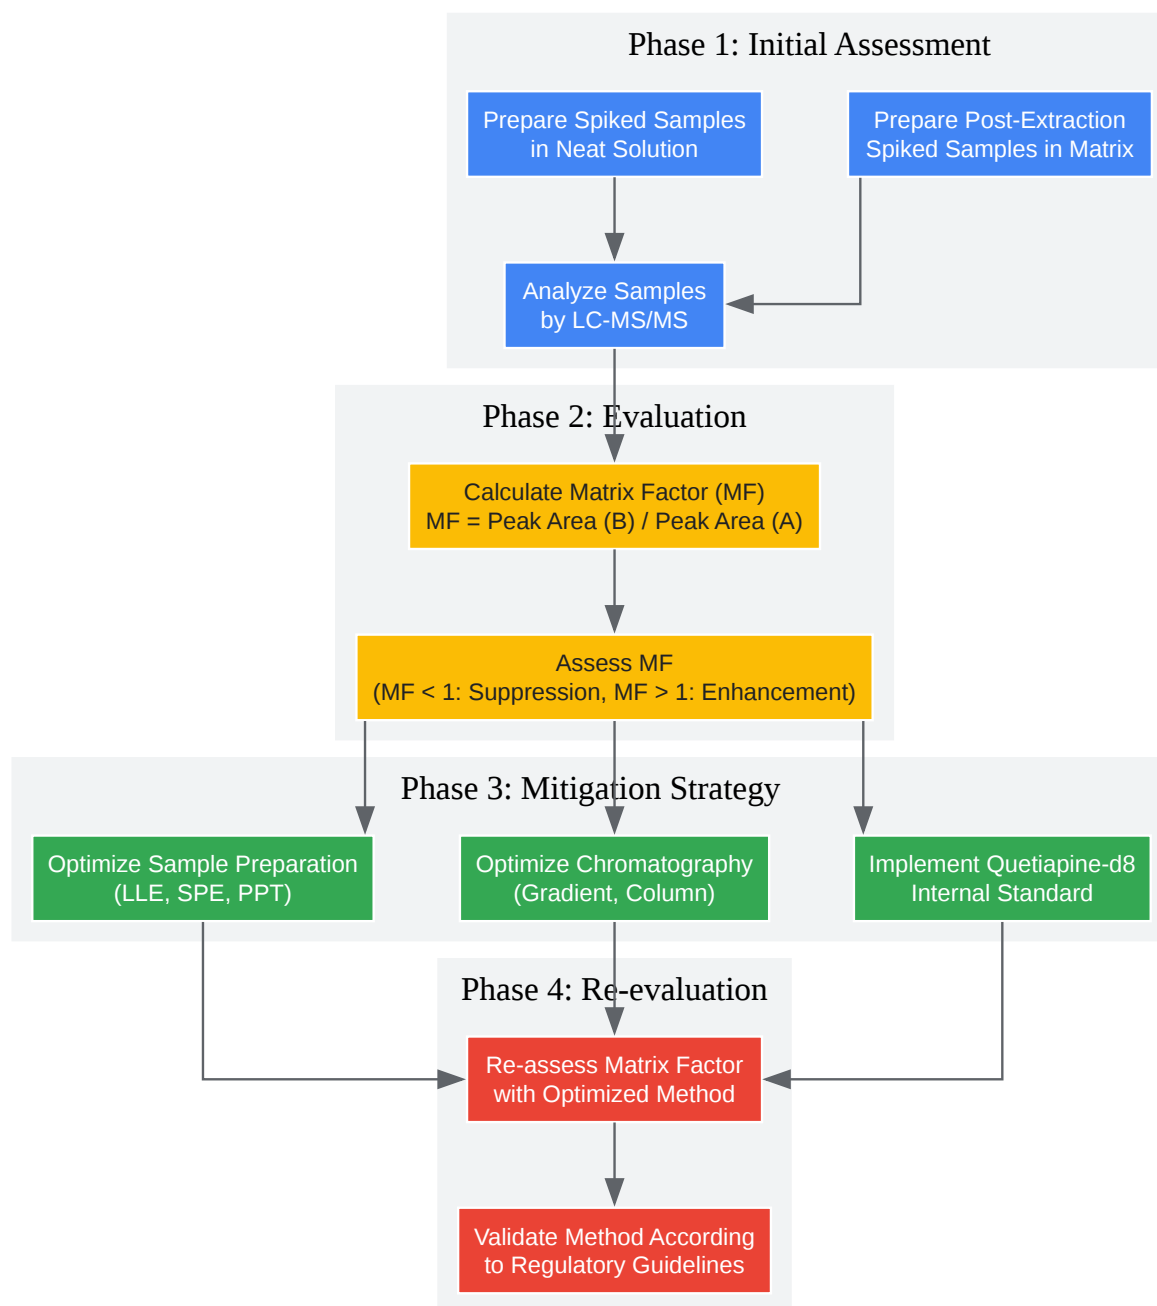 Phase 1: Initial Assessment
Prepare Spiked Samples
in Neat Solution
Prepare Post-Extraction
Spiked Samples in Matrix
Analyze Samples
by LC-MS/MS
Phase 2: Evaluation
Calculate Matrix Factor (MF)
MF = Peak Area (B) / Peak Area (A)
Assess MF
(MF < 1: Suppression, MF > 1: Enhancement)
Phase 3: Mitigation Strategy
Optimize Sample Preparation
(LLE, SPE, PPT)
Optimize Chromatography
(Gradient, Column)
Implement Quetiapine-d8
Internal Standard
Phase 4: Re-evaluation
Re-assess Matrix Factor
with Optimized Method
Validate Method According
to Regulatory Guidelines